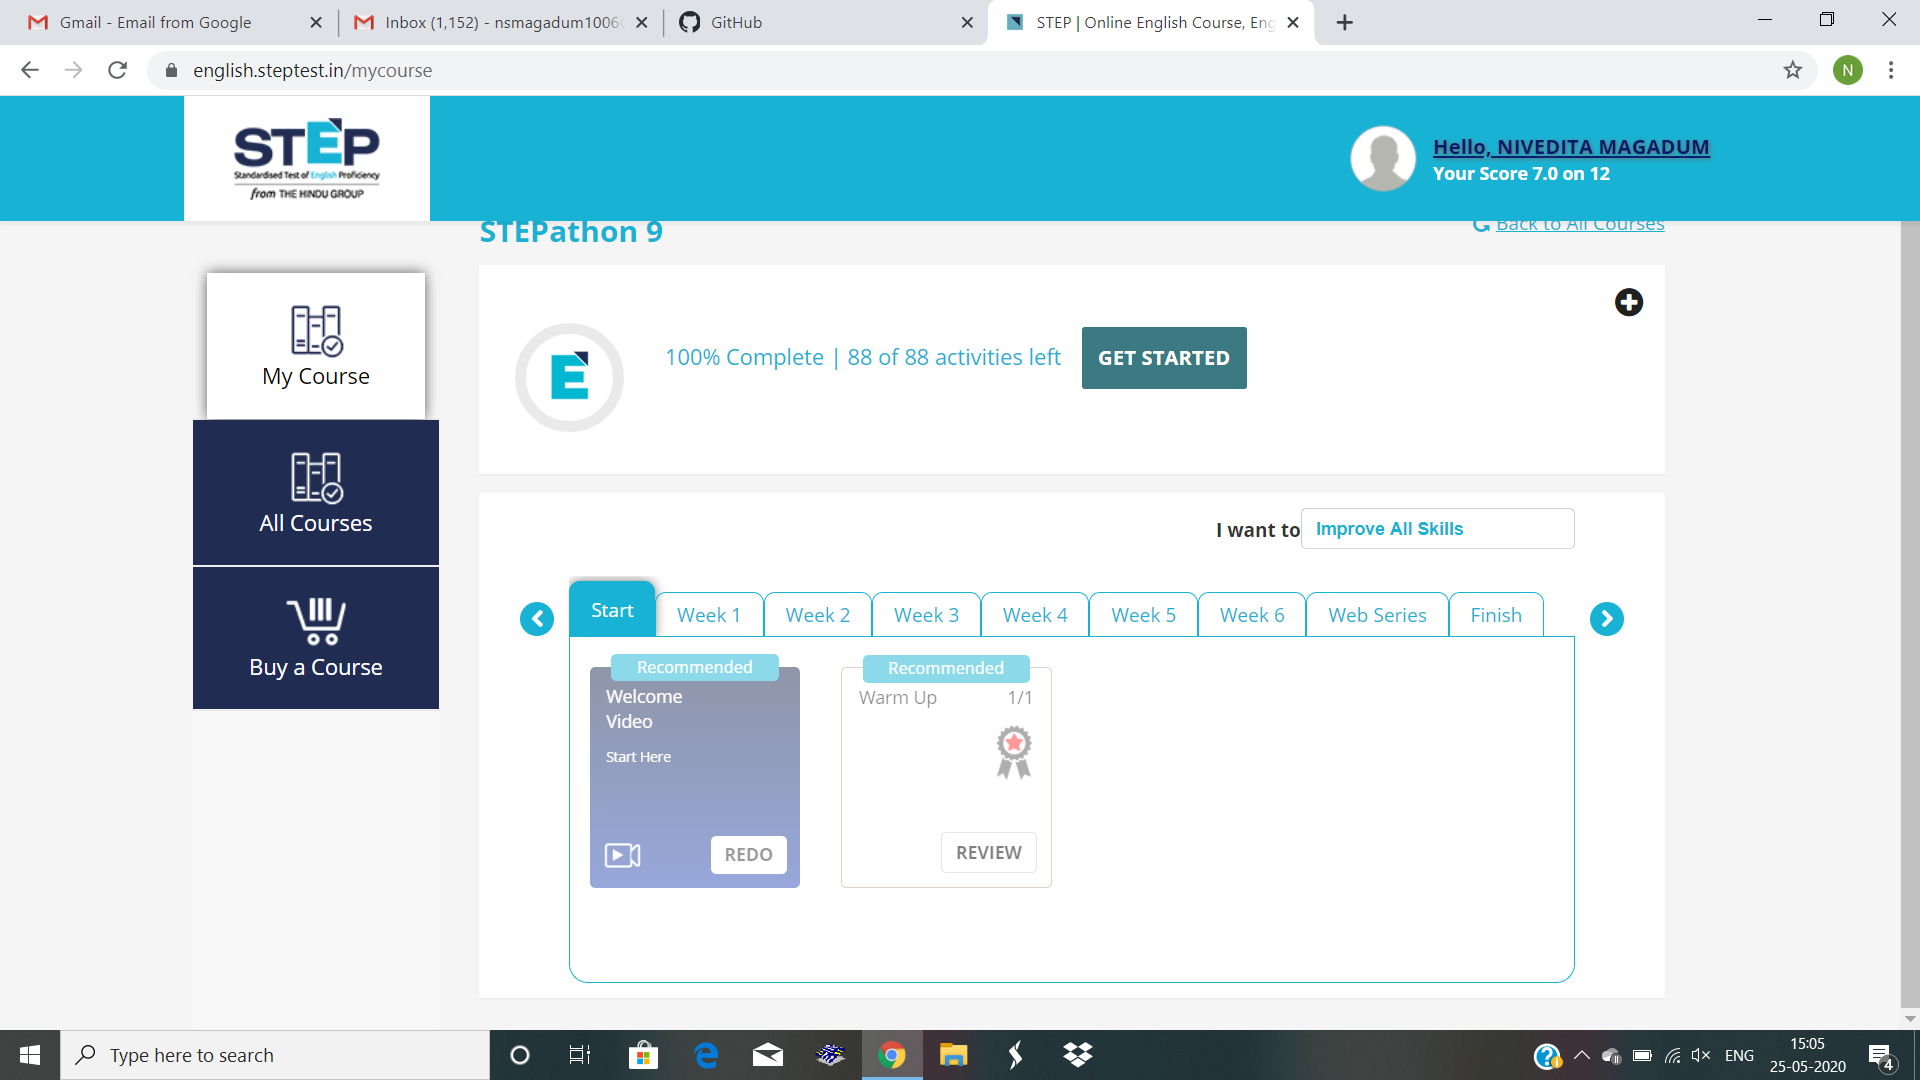 Gmail - Email from Google
Inbox (1,152) - nsmagadum1006
GitHub
STEP | Online English Course, Eng
english.steptest.in/mycourse
N
STEP
Standardised Test of English Proficiency
from THE HINDU GROUP
Hello, NIVEDITA MAGADUM
Your Score 7.0 on 12
STEPathon 9
Back to All Courses
My Course
All Courses
Buy a Course
E
100% Complete | 88 of 88 activities left
GET STARTED
I want to
Improve All Skills
Start
Week 1
Week 2
Week 3
Week 4
Week 5
Week 6
Web Series
Finish
Recommended
Welcome
Video
Start Here
REDO
Recommended
Warm Up
1/1
REVIEW
Type here to search
ENG
15:05
25-05-2020
4